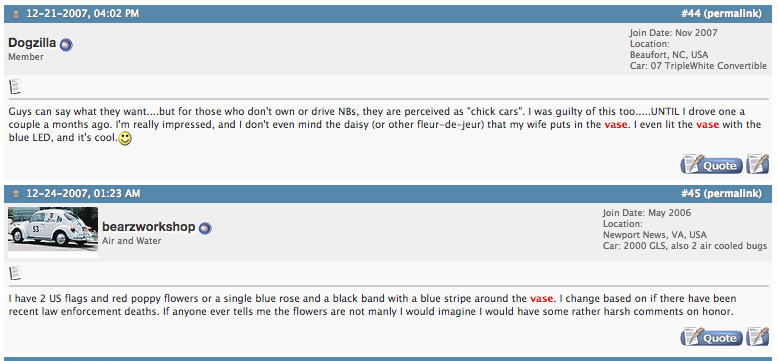 12-21-2007, 04:02 PM #44 (permalink)
Dogzilla
Member
Join Date: Nov 2007
Location:
Beaufort, NC, USA
Car: 07 TripleWhite Convertible
Guys can say what they want....but for those who don't own or drive NBs, they are perceived as "chick cars". I was guilty of this too.....UNTIL I drove one a
couple a months ago. I'm really impressed, and I don't even mind the daisy (or other fleur-de-jeur) that my wife puts in the vase. I even lit the vase with the
blue LED, and it's cool.
Quote
12-24-2007, 01:23 AM #45 (permalink)
53
bearzworkshop
Air and Water
Join Date: May 2006
Location:
Newport News, VA, USA
Car: 2000 GLS, also 2 air cooled bugs
I have 2 US flags and red poppy flowers or a single blue rose and a black band with a blue stripe around the vase. I change based on if there have been
recent law enforcement deaths. If anyone ever tells me the flowers are not manly I would imagine I would have some rather harsh comments on honor.
Quote